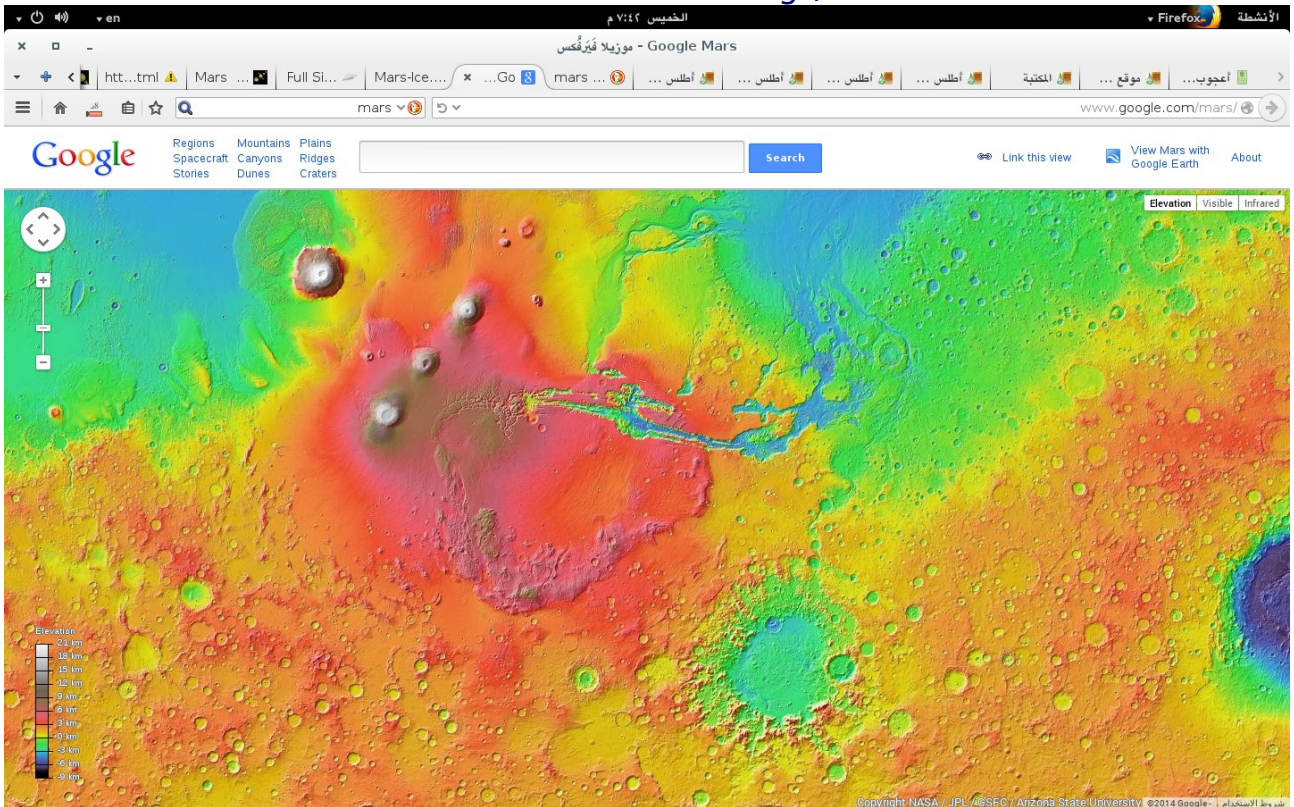 الأنشطة Firefox الخميس ٧:٤٢ م en
Google Mars - موزيلا فَيَرفُكس
أعجوب... موقع ... المكتبة أطلس ... أطلس ... أطلس ... أطلس ... mars ... Go... Mars-Ice.... Full Si... Mars ... htt...tml
www.google.com/mars/ mars
Google
Regions Mountains Plains
Spacecraft Canyons Ridges
Stories Dunes Craters
Search
Link this view
View Mars with
Google Earth
About
Elevation Visible Infrared
Elevation
21 km
18 km
15 km
12 km
9 km
6 km
3 km
0 km
-3 km
-6 km
-9 km
Copyright NASA / JPL / GSFC / Arizona State University ©2014 Google - شروط الاستخدام